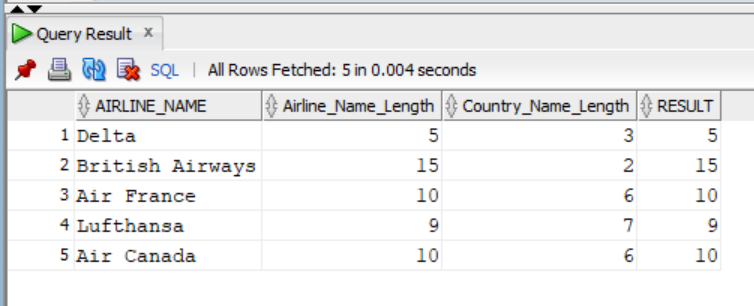 Query Result x
SQL | All Rows Fetched: 5 in 0.004 seconds
AIRLINE_NAME Airline_Name_Length Country_Name_Length RESULT
1 Delta 5 3 5
2 British Airways 15 2 15
3 Air France 10 6 10
4 Lufthansa 9 7 9
5 Air Canada 10 6 10